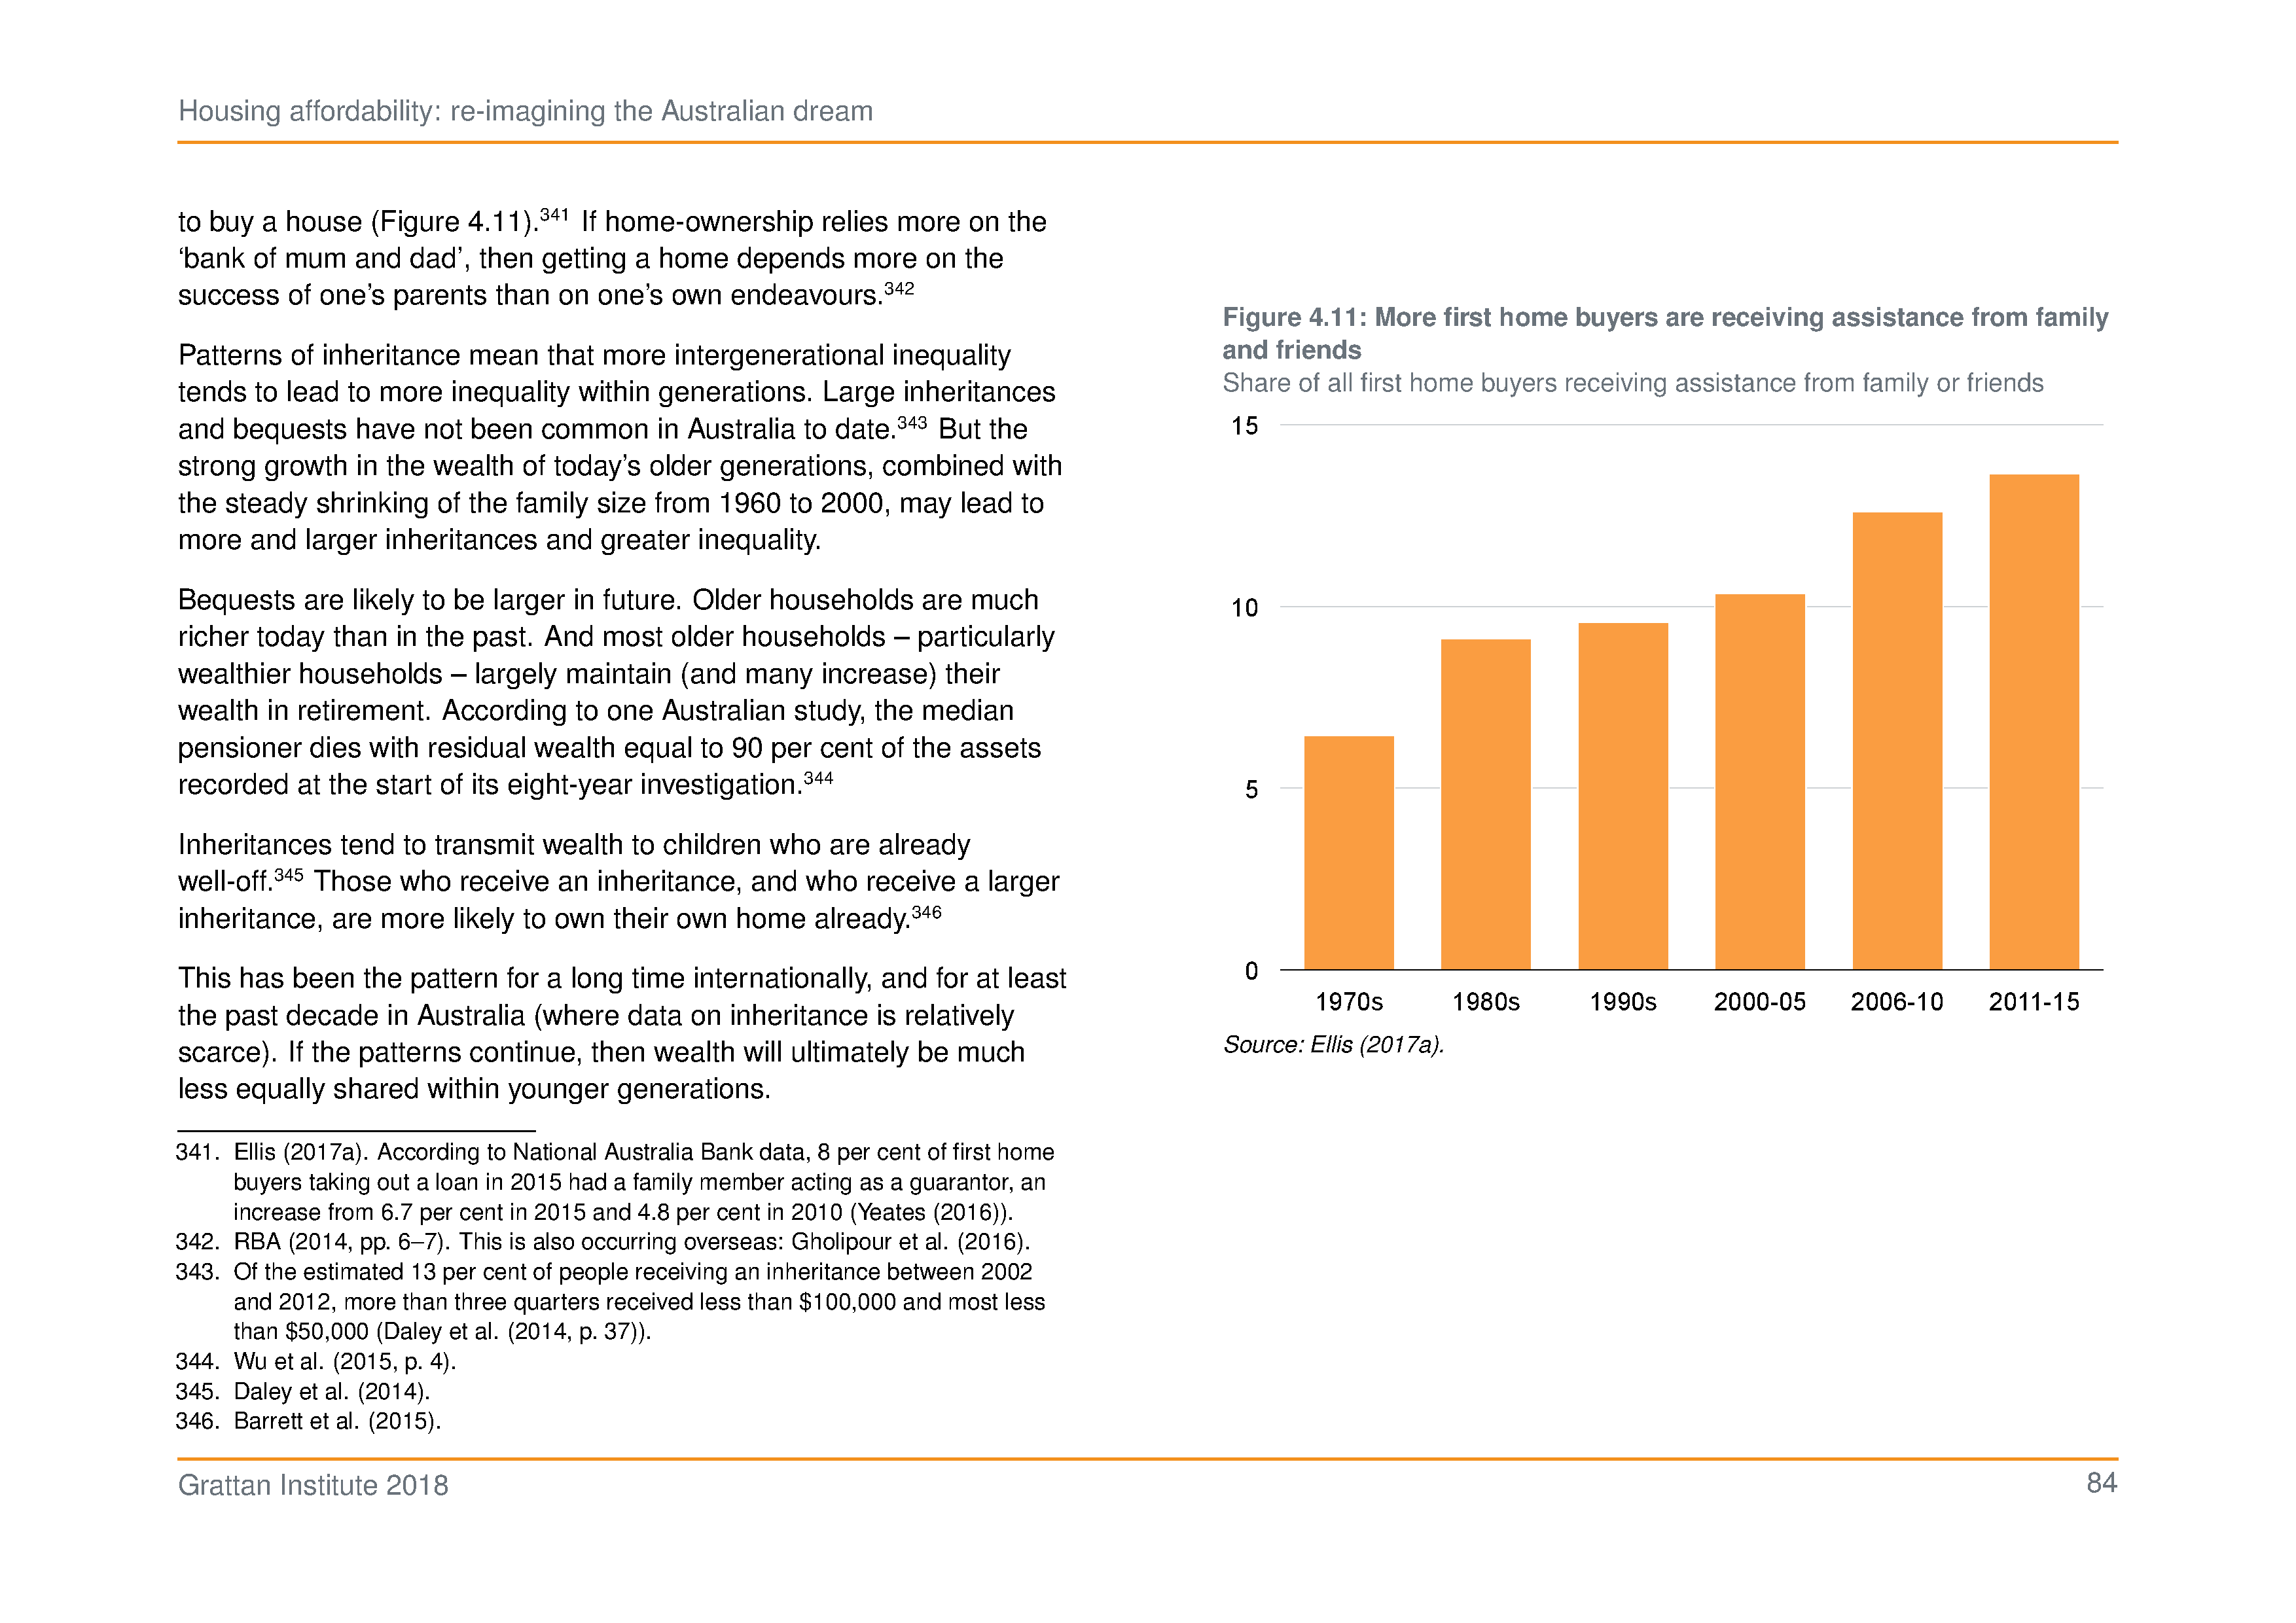 Housing affordability: re-imagining the Australian dream
to buy a house (Figure 4.11).341 If home-ownership relies more on the
‘bank of mum and dad’, then getting a home depends more on the
success of one’s parents than on one’s own endeavours.342
Patterns of inheritance mean that more intergenerational inequality
tends to lead to more inequality within generations. Large inheritances
and bequests have not been common in Australia to date.343 But the
strong growth in the wealth of today’s older generations, combined with
the steady shrinking of the family size from 1960 to 2000, may lead to
more and larger inheritances and greater inequality.
Bequests are likely to be larger in future. Older households are much
richer today than in the past. And most older households – particularly
wealthier households – largely maintain (and many increase) their
wealth in retirement. According to one Australian study, the median
pensioner dies with residual wealth equal to 90 per cent of the assets
recorded at the start of its eight-year investigation.344
Inheritances tend to transmit wealth to children who are already
well-off.345 Those who receive an inheritance, and who receive a larger
inheritance, are more likely to own their own home already.346
This has been the pattern for a long time internationally, and for at least
the past decade in Australia (where data on inheritance is relatively
scarce). If the patterns continue, then wealth will ultimately be much
less equally shared within younger generations.
341. Ellis (2017a). According to National Australia Bank data, 8 per cent of first home
buyers taking out a loan in 2015 had a family member acting as a guarantor, an
increase from 6.7 per cent in 2015 and 4.8 per cent in 2010 (Yeates (2016)).
342. RBA (2014, pp. 6–7). This is also occurring overseas: Gholipour et al. (2016).
343. Of the estimated 13 per cent of people receiving an inheritance between 2002
and 2012, more than three quarters received less than $100,000 and most less
than $50,000 (Daley et al. (2014, p. 37)).
344. Wu et al. (2015, p. 4).
345. Daley et al. (2014).
346. Barrett et al. (2015).
Figure 4.11: More first home buyers are receiving assistance from family
and friends
Share of all first home buyers receiving assistance from family or friends
15
10
5
0
1970s 1980s 1990s 2000-05 2006-10 2011-15
Source: Ellis (2017a).
Grattan Institute 2018
84